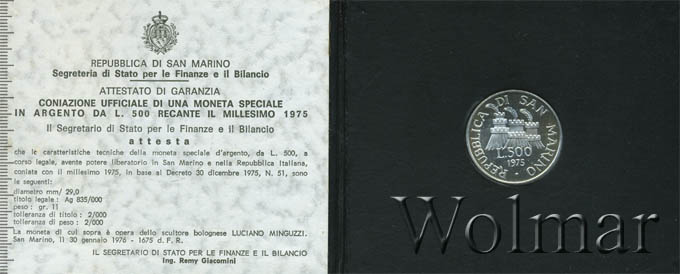 REPUBBLICA DI SAN MARINO
Segreteria di Stato per le Finanze e il Bilancio
ATTESTATO DI GARANZIA
CONIAZIONE UFFICIALE DI UNA MONETA SPECIALE
IN ARGENTO DA L. 500 RECANTE IL MILLESIMO 1975
Il Segretario di Stato per le Finanze e il Bilancio
attesta
che le caratteristiche tecniche della moneta speciale d'argento, da L. 500, a
corso legale, avente potere liberatorio in San Marino e nella Repubblica Italiana,
coniata con il millesimo 1975, in base al Decreto 30 dicembre 1975, N. 51, sono
le seguenti:
diametro mm/ 29,0
titolo legale : Ag 835/000
peso : gr. 11
tolleranza di titolo : 2/000
tolleranza di peso : 2/000
La moneta di cui sopra è opera dello scultore bolognese LUCIANO MINGUZZI.
San Marino, 11 30 gennaio 1976 - 1675 d. F. R.
IL SEGRETARIO DI STATO PER LE FINANZE E IL BILANCIO
Ing. Remy Giacomini
REPUBBLICA DI SAN MARINO
L.500
1975
Wolmar